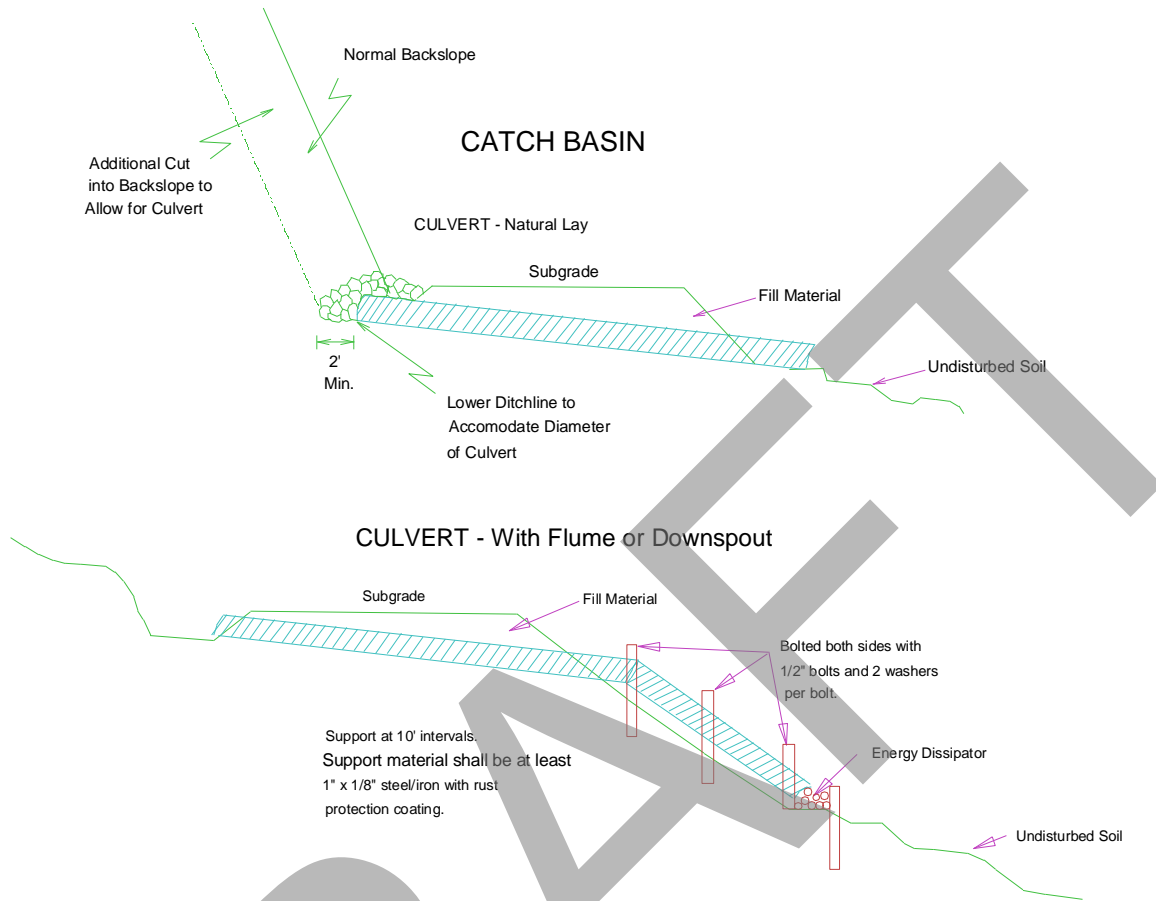 Normal Backslope
CATCH BASIN
Additional Cut
into Backslope to
Allow for Culvert
CULVERT - Natural Lay
Subgrade
Fill Material
2'
Min.
Undisturbed Soil
Lower Ditchline to
Accomodate Diameter
of Culvert
CULVERT - With Flume or Downspout
Subgrade
Fill Material
Bolted both sides with
1/2" bolts and 2 washers
per bolt.
Support at 10' intervals.
Support material shall be at least
1" x 1/8" steel/iron with rust
protection coating.
Energy Dissipator
Undisturbed Soil